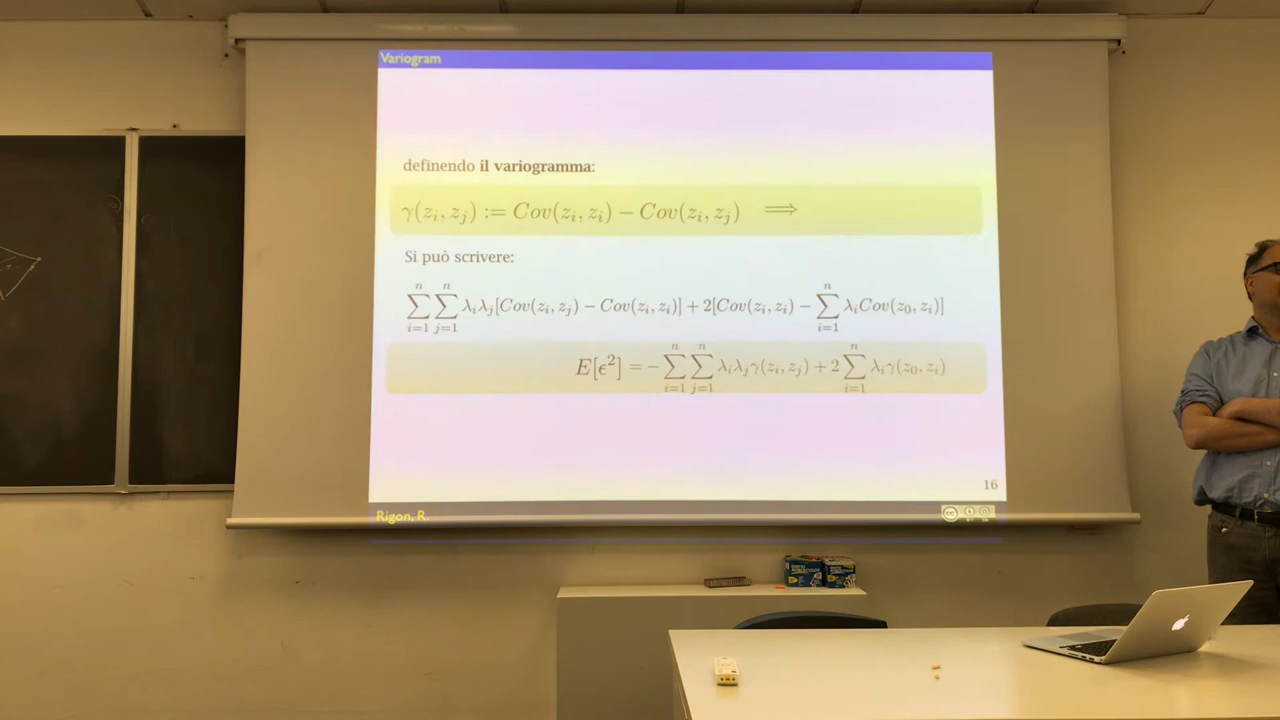 Variogram
definendo il variogramma:
γ(z_i, z_j) := Cov(z_i, z_i) − Cov(z_i, z_j) ⟹
Si può scrivere:
∑_{i=1}^{n} ∑_{j=1}^{n} λ_i λ_j [Cov(z_i, z_j) − Cov(z_i, z_i)] + 2[Cov(z_i, z_i) − ∑_{i=1}^{n} λ_i Cov(z_0, z_i)]
E[ϵ²] = − ∑_{i=1}^{n} ∑_{j=1}^{n} λ_i λ_j γ(z_i, z_j) + 2 ∑_{i=1}^{n} λ_i γ(z_0, z_i)
16
Rigon, R.
cc